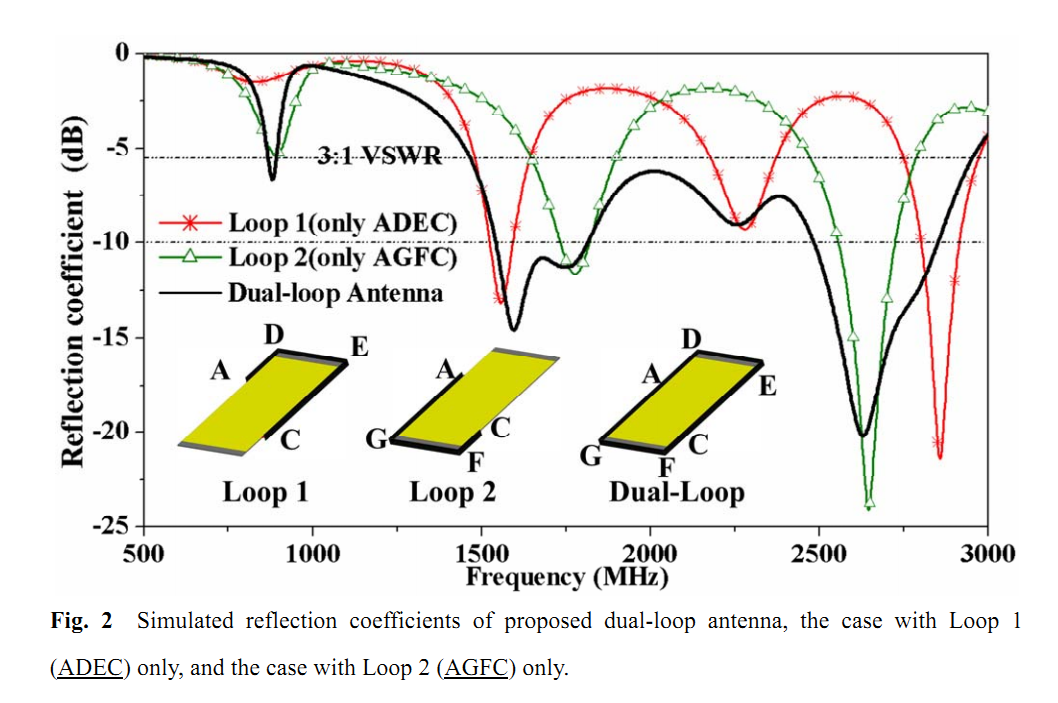 0
-5
-10
-15
-20
-25
Reflection coefficient (dB)
3:1 VSWR
Loop 1(only ADEC)
Loop 2(only AGFC)
Dual-loop Antenna
D
E
A
C
Loop 1
A
G
C
F
Loop 2
D
A
E
G
C
F
Dual-Loop
500 1000 1500 2000 2500 3000
Frequency (MHz)
Fig. 2 Simulated reflection coefficients of proposed dual-loop antenna, the case with Loop 1
(ADEC) only, and the case with Loop 2 (AGFC) only.